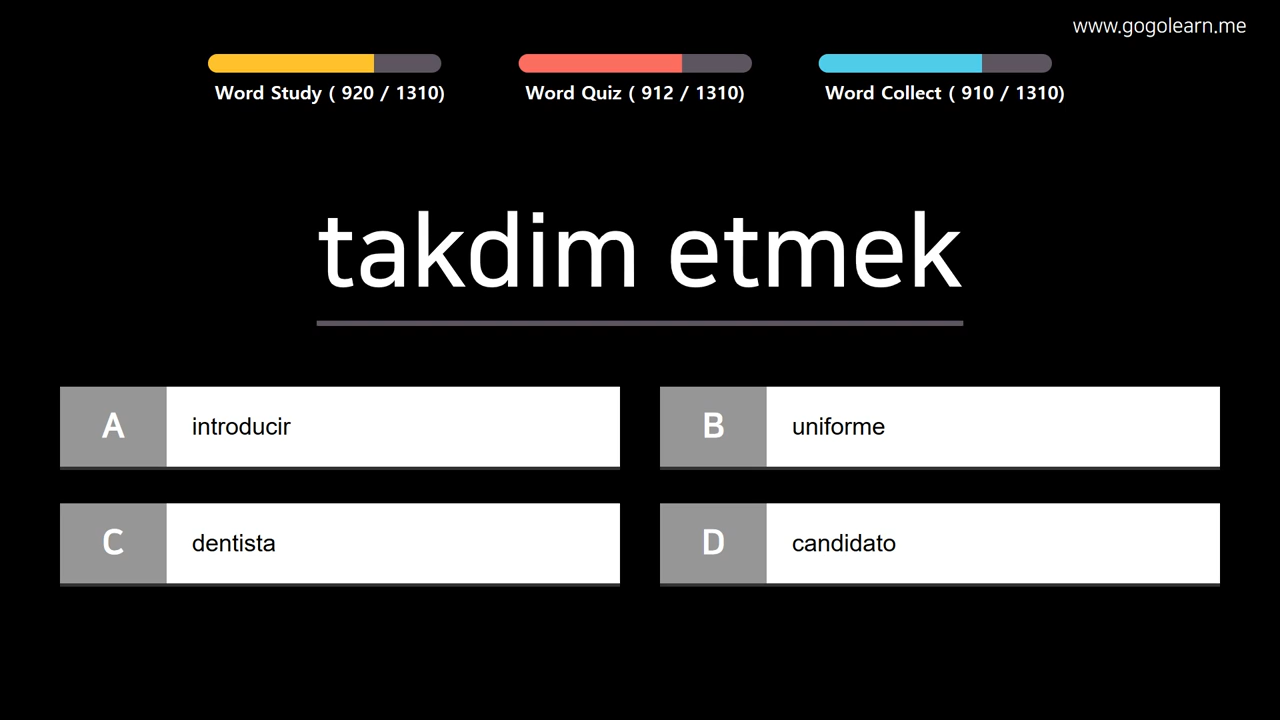 www.gogolearn.me
Word Study ( 920 / 1310)
Word Quiz ( 912 / 1310)
Word Collect ( 910 / 1310)
takdim etmek
A introducir
B uniforme
C dentista
D candidato